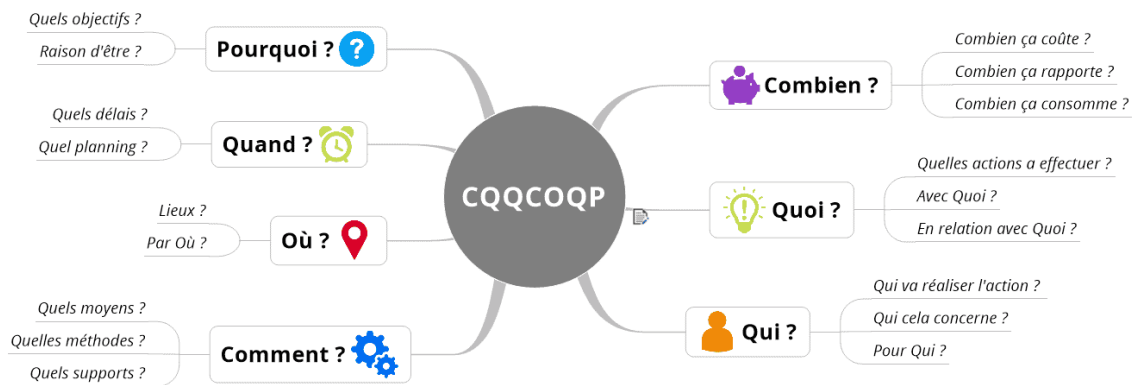 CQQCOQP
Combien ?
Combien ça coûte ?
Combien ça rapporte ?
Combien ça consomme ?
Quoi ?
Quelles actions a effectuer ?
Avec Quoi ?
En relation avec Quoi ?
Qui ?
Qui va réaliser l'action ?
Qui cela concerne ?
Pour Qui ?
Pourquoi ?
?
Quels objectifs ?
Raison d'être ?
Quand ?
Quels délais ?
Quel planning ?
Où ?
Lieux ?
Par Où ?
Comment ?
Quels moyens ?
Quelles méthodes ?
Quels supports ?